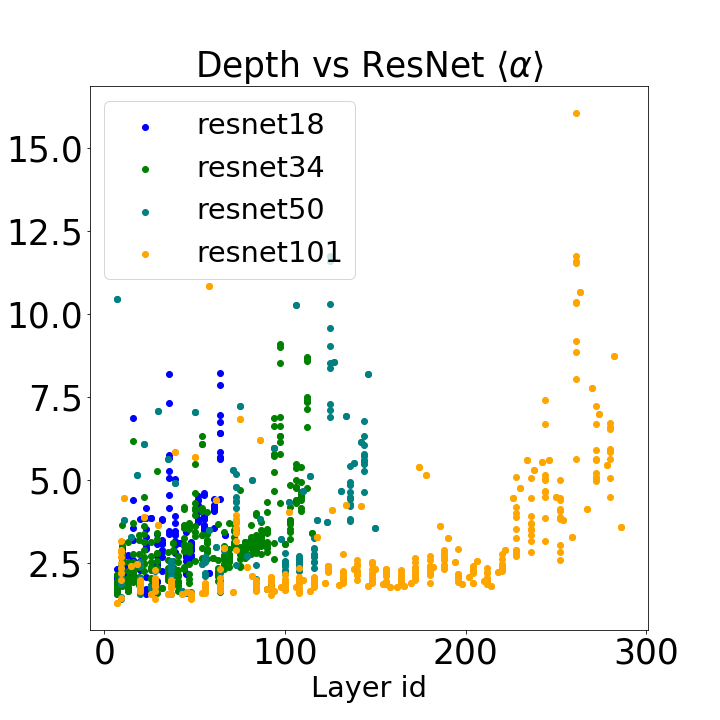 Depth vs ResNet ⟨α⟩
resnet18
resnet34
resnet50
resnet101
15.0
12.5
10.0
7.5
5.0
2.5
0 100 200 300
Layer id